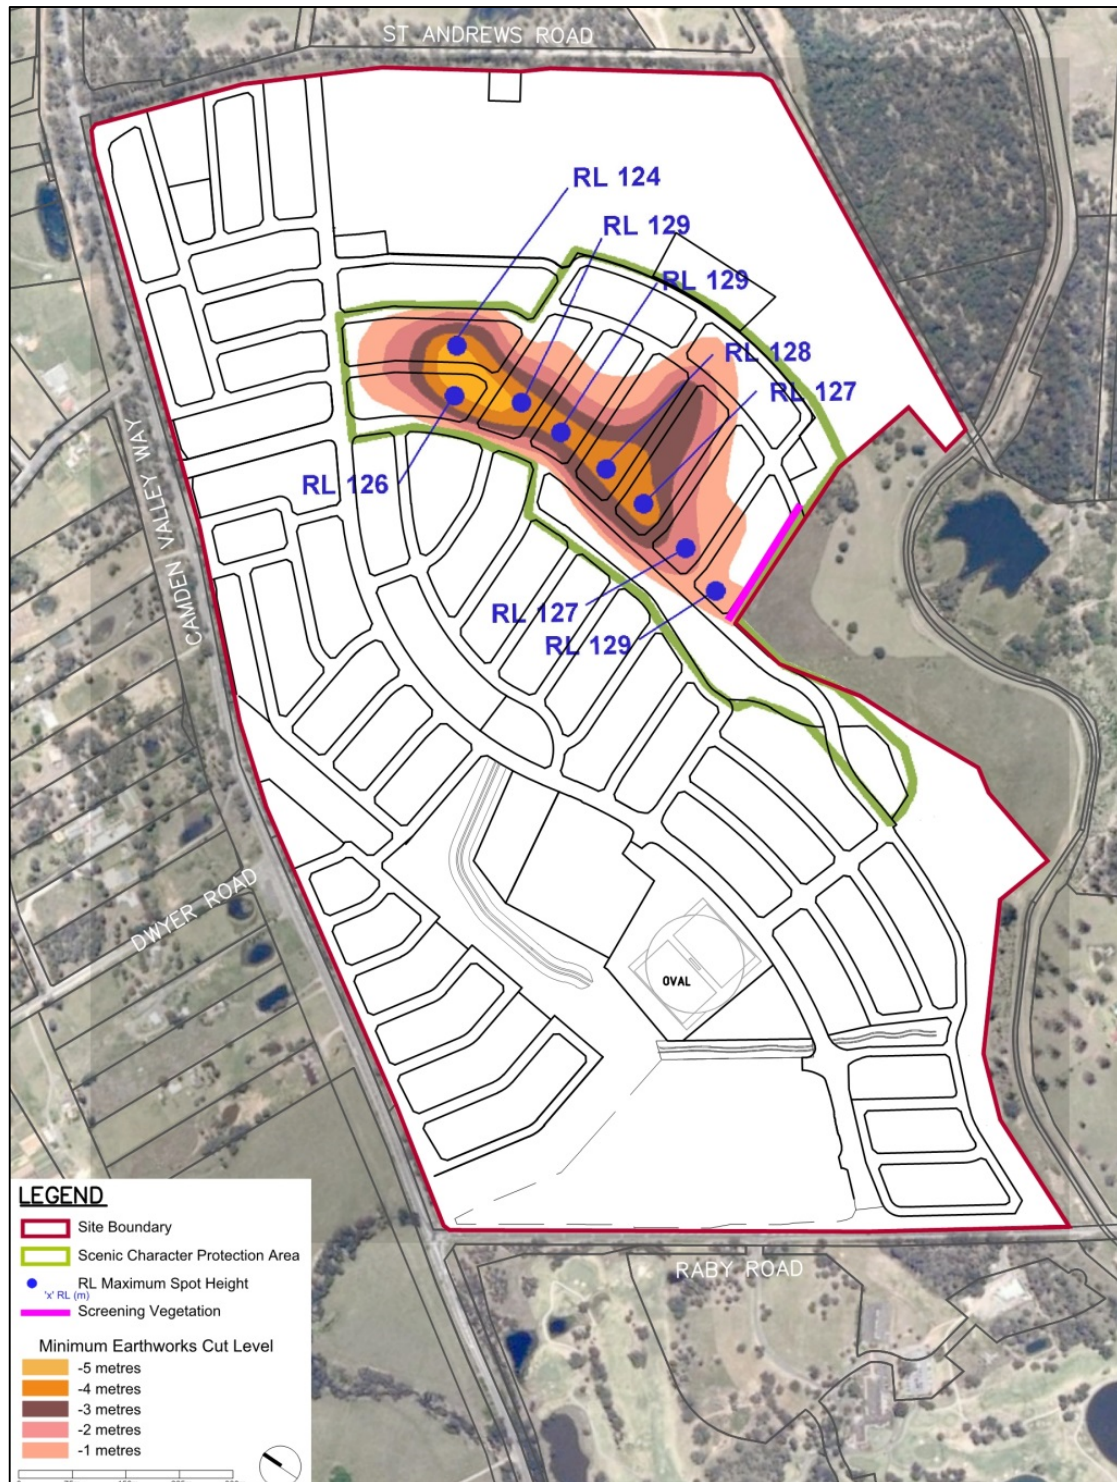 ST ANDREWS ROAD
RL 124
RL 129
RL 129
RL 128
RL 127
RL 126
CAMDEN VALLEY WAY
RL 127
RL 129
DWYER ROAD
OVAL
RABY ROAD
LEGEND
Site Boundary
Scenic Character Protection Area
RL Maximum Spot Height
'x' RL (m)
Screening Vegetation
Minimum Earthworks Cut Level
-5 metres
-4 metres
-3 metres
-2 metres
-1 metres